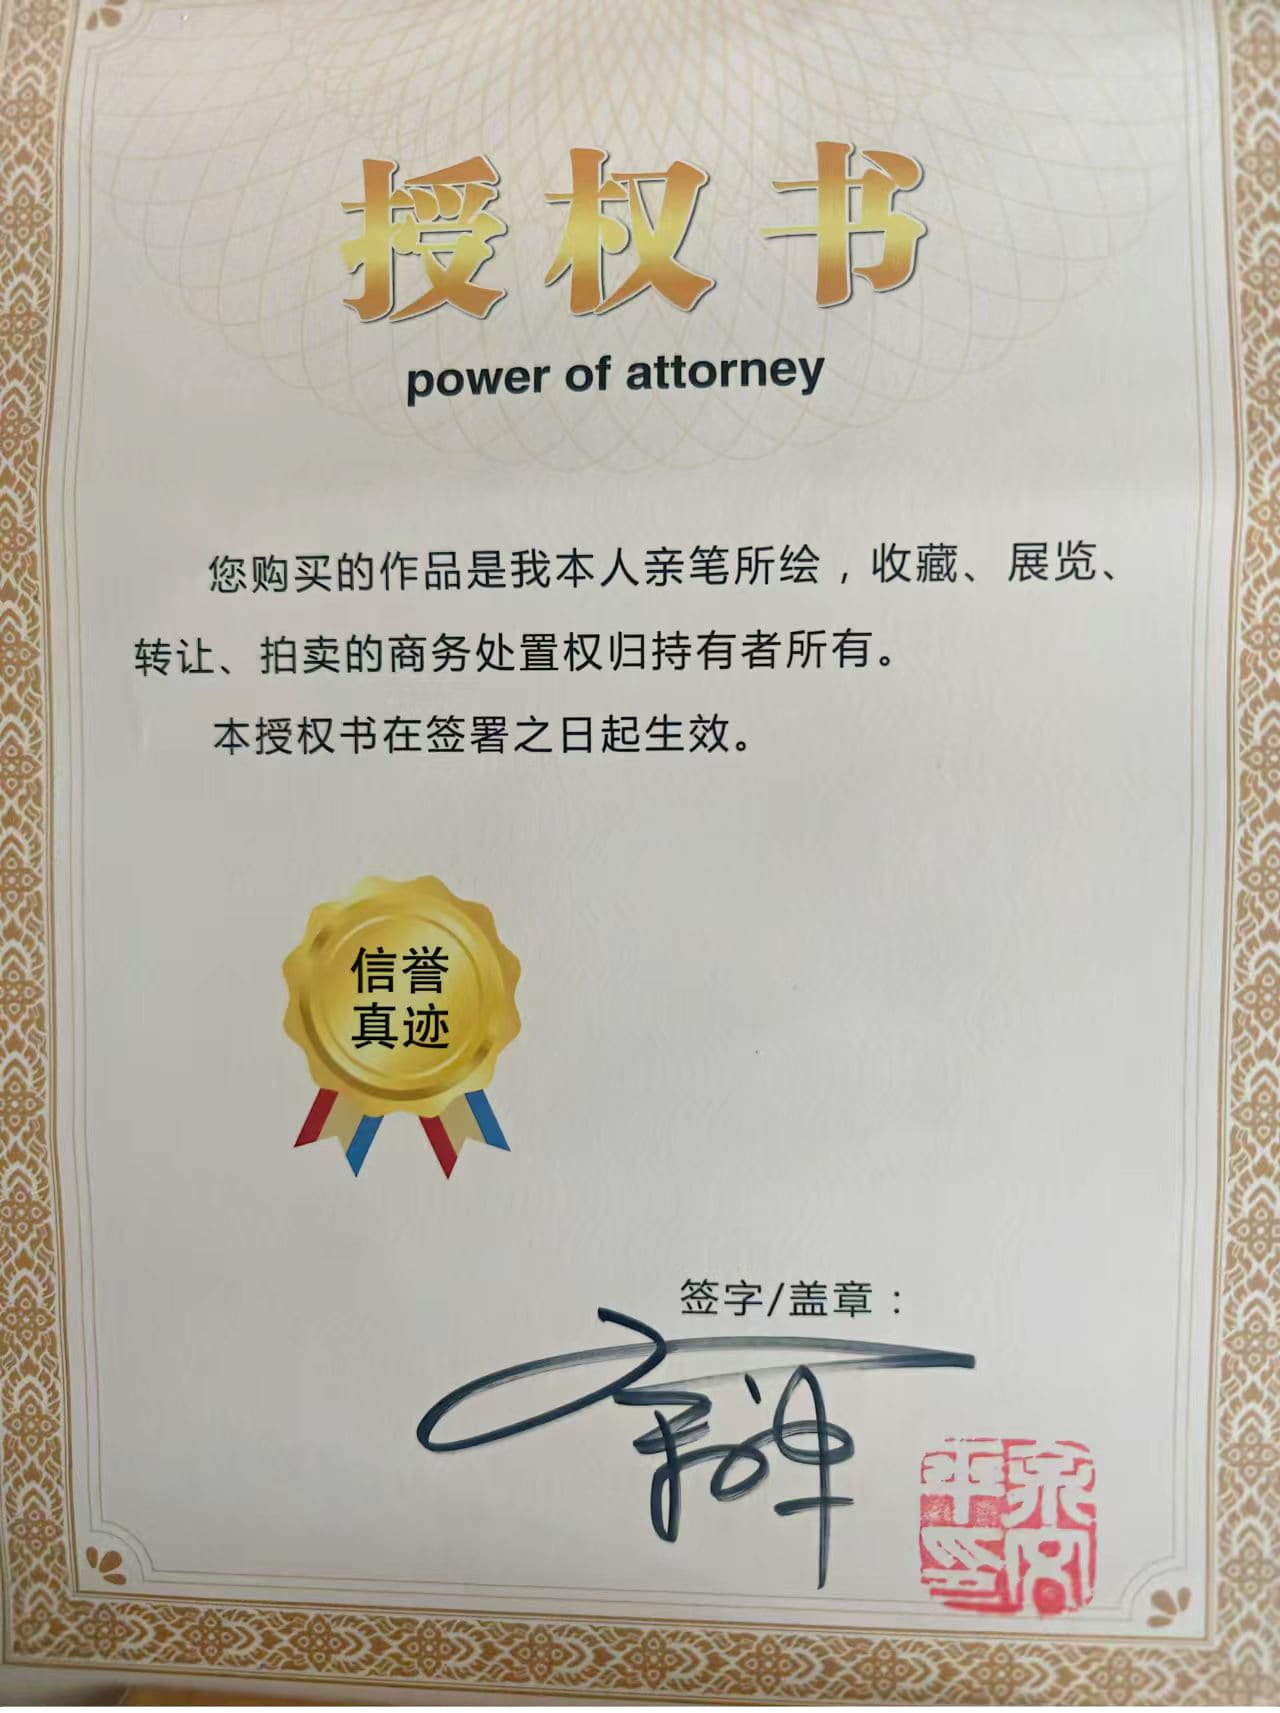 授权书
power of attorney
您购买的作品是我本人亲笔所绘，收藏、展览、
转让、拍卖的商务处置权归持有者所有。
本授权书在签署之日起生效。
信誉
真迹
签字/盖章：